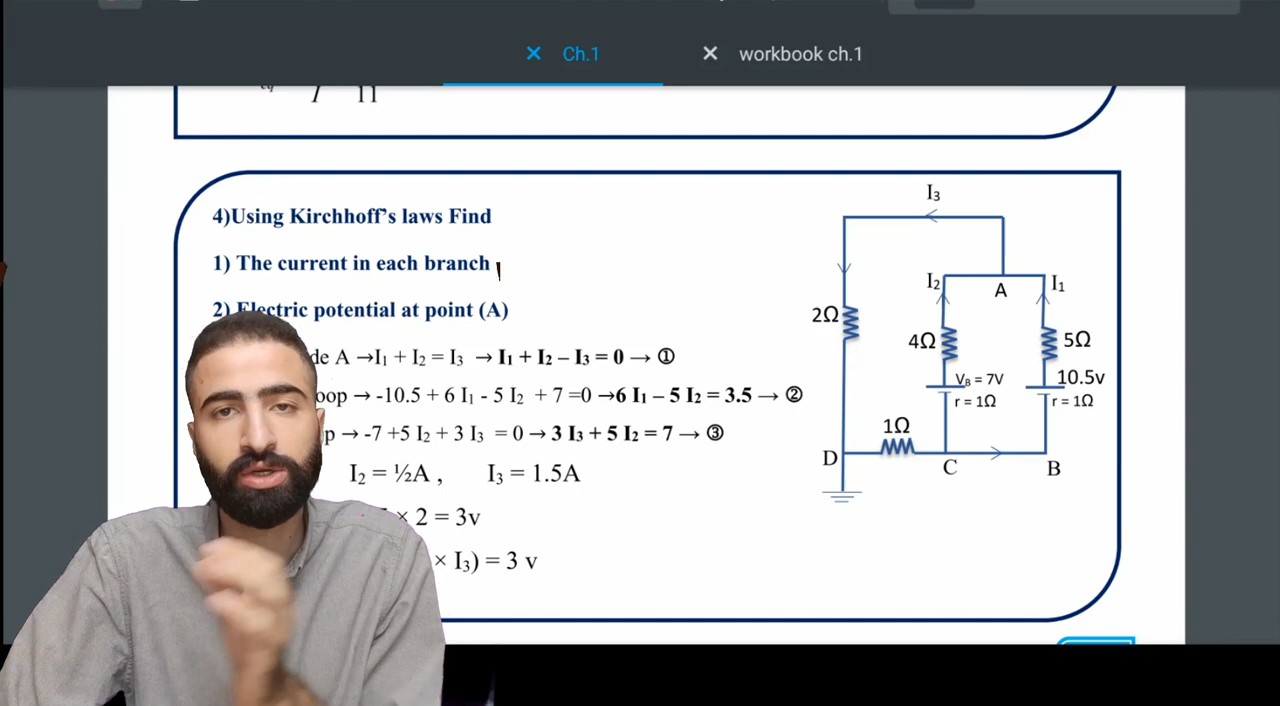 Ch.1
workbook ch.1
7 11
4)Using Kirchhoff's laws Find
1) The current in each branch
2) Electric potential at point (A)
de A →I₁ + I₂ = I₃ → I₁ + I₂ – I₃ = 0 → ①
oop → -10.5 + 6 I₁ - 5 I₂ + 7 =0 →6 I₁ – 5 I₂ = 3.5 → ②
p → -7 +5 I₂ + 3 I₃ = 0 → 3 I₃ + 5 I₂ = 7 → ③
I₂ = ½A , I₃ = 1.5A
× 2 = 3v
× I₃) = 3 v
I₃
I₂
A
I₁
2Ω
4Ω
5Ω
V_B = 7V
r = 1Ω
10.5v
r = 1Ω
1Ω
D
C
B